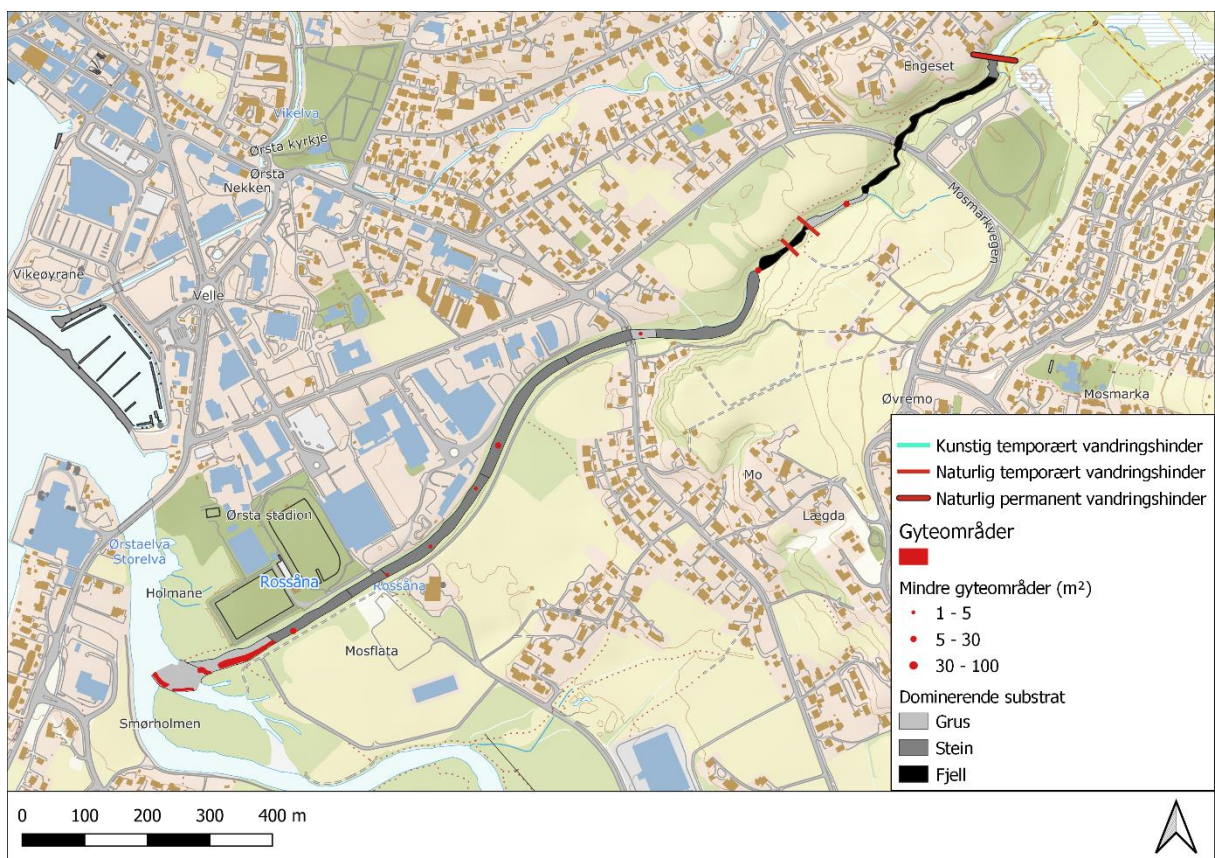 Engeset
Vikelva
Ørsta kyrkje
Ørsta
Nekken
Mosmarkvegen
Vikeøyrane
Velle
Øvremo
Mosmarka
Mo
Lægda
Ørsta stadion
Ørstaelva
Storelva
Rossåna
Rossåna
Holmane
Mosflata
Smørholmen
Kunstig temporært vandringshinder
Naturlig temporært vandringshinder
Naturlig permanent vandringshinder
Gyteområder
Mindre gyteområder (m²)
1 - 5
5 - 30
30 - 100
Dominerende substrat
Grus
Stein
Fjell
0 100 200 300 400 m